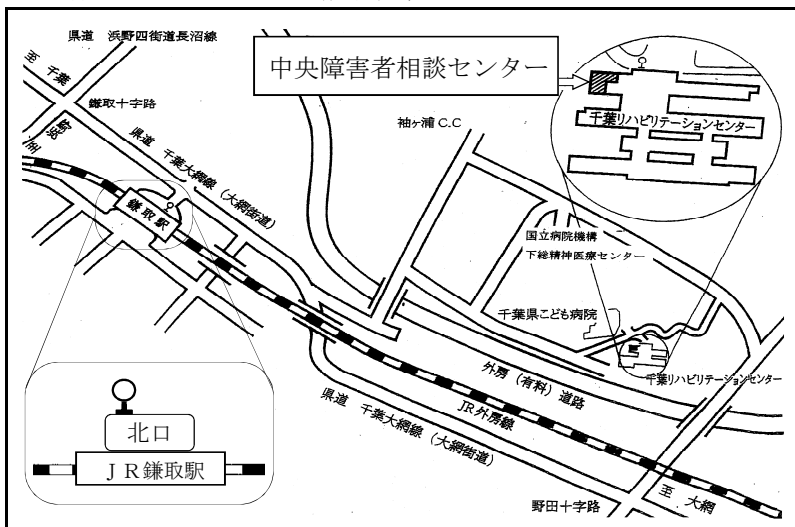 県道 浜野四街道長沼線
至 千葉
鎌取十字路
至 蘇我
中央障害者相談センター
千葉リハビリテーションセンター
袖ヶ浦 C.C
県道 千葉大網線 (大網街道)
鎌取駅
国立病院機構
下総精神医療センター
千葉県こども病院
千葉リハビリテーションセンター
外房 (有料) 道路
JR外房線
県道 千葉大網線 (大網街道)
北口
JR鎌取駅
至 大網
野田十字路